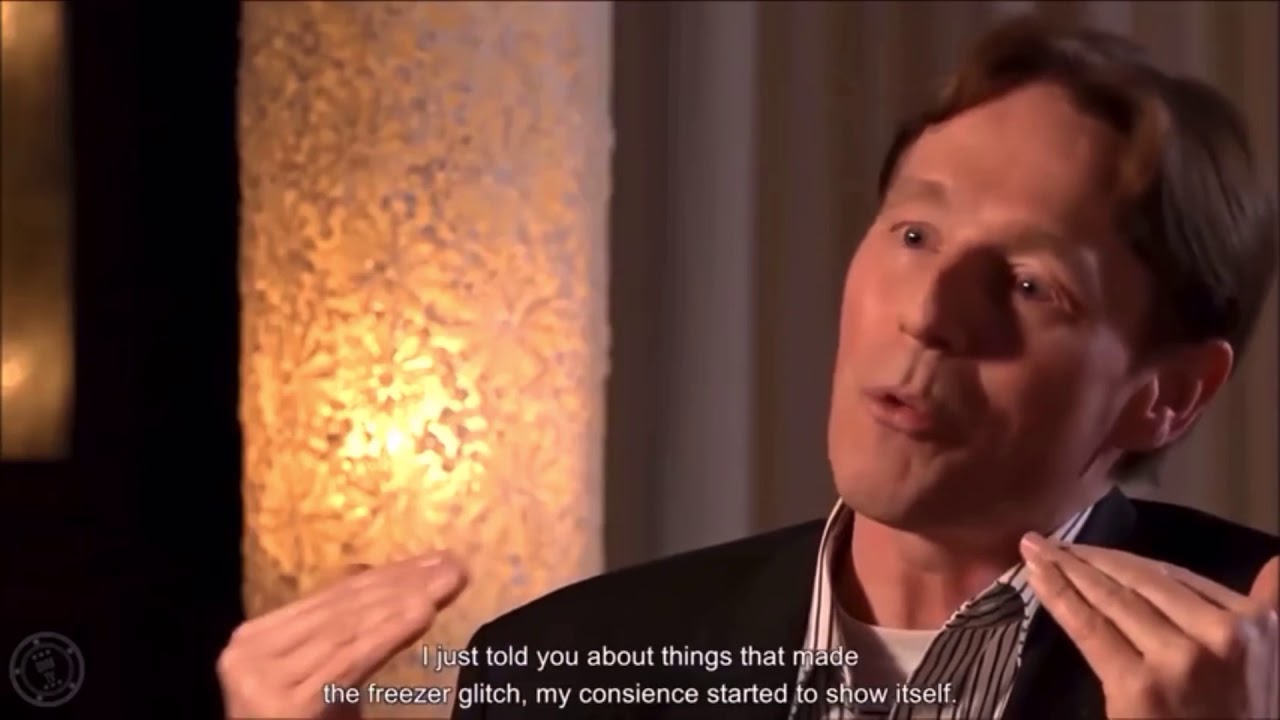 I just told you about things that made
the freezer glitch, my consience started to show itself.